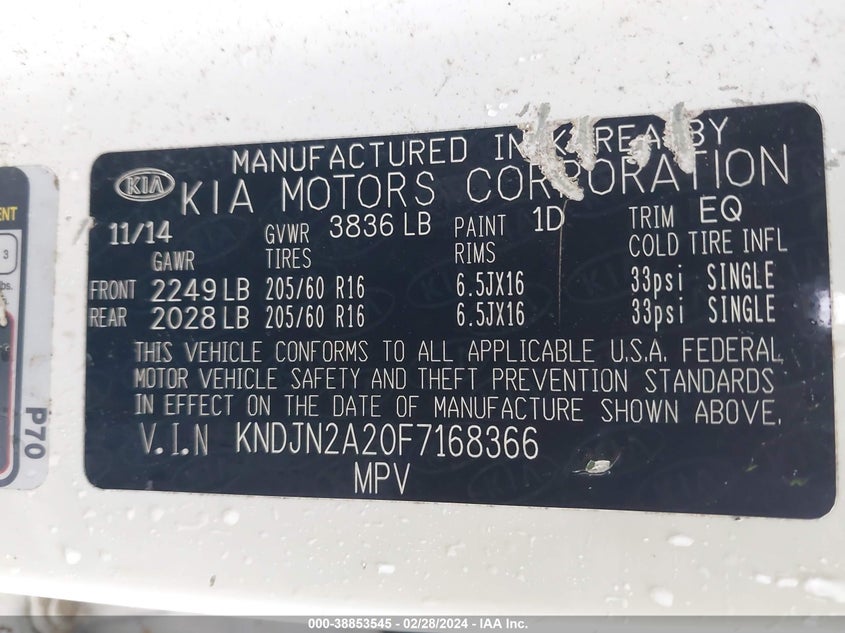 MANUFACTURED IN KOREA BY
KIA KIA MOTORS CORPORATION
11/14 GVWR 3836 LB PAINT 1D TRIM EQ
GAWR TIRES RIMS COLD TIRE INFL
FRONT 2249 LB 205/60 R16 6.5JX16 33psi SINGLE
REAR 2028 LB 205/60 R16 6.5JX16 33psi SINGLE
THIS VEHICLE CONFORMS TO ALL APPLICABLE U.S.A. FEDERAL
MOTOR VEHICLE SAFETY AND THEFT PREVENTION STANDARDS
IN EFFECT ON THE DATE OF MANUFACTURE SHOWN ABOVE.
V.I.N KNDJN2A20F7168366
MPV
3
P70
000-38853545 - 02/28/2024 - IAA Inc.